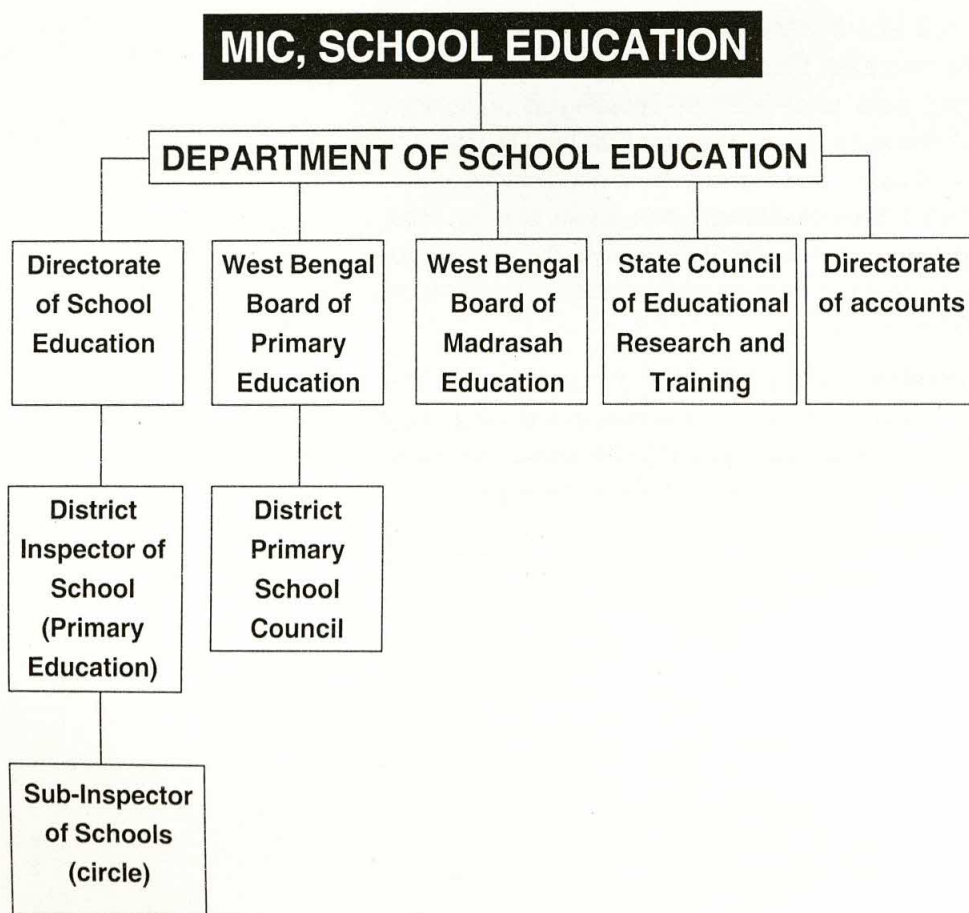 MIC, SCHOOL EDUCATION
DEPARTMENT OF SCHOOL EDUCATION
Directorate
of School
Education
West Bengal
Board of
Primary
Education
West Bengal
Board of
Madrasah
Education
State Council
of Educational
Research and
Training
Directorate
of accounts
District
Inspector of
School
(Primary
Education)
District
Primary
School
Council
Sub-Inspector
of Schools
(circle)